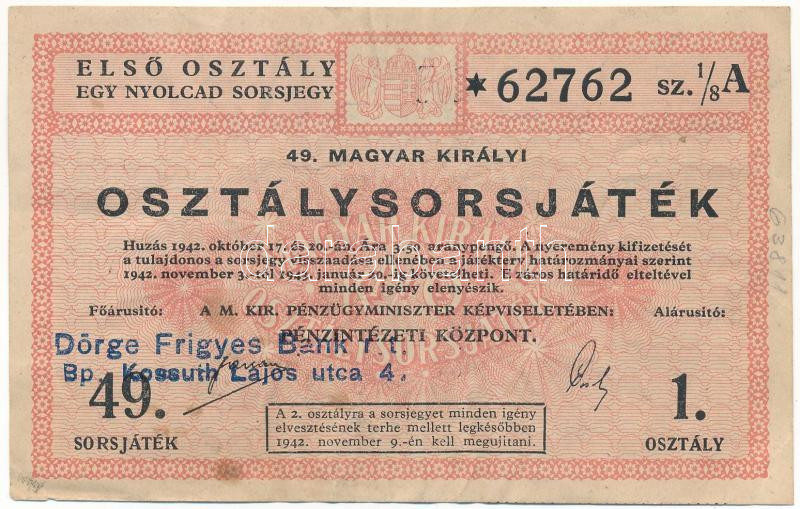 ELSŐ OSZTÁLY
EGY NYOLCAD SORSJEGY
*62762 SZ. 1/8 A
49. MAGYAR KIRÁLYI
OSZTÁLYSORSJÁTÉK
Huzás 1942. október 17. és 20.-án. Ára 3.50 aranypengő. A nyeremény kifizetését
a tulajdonos a sorsjegy visszaadása ellenében a játékterv határozmányai szerint
1942. november 3.-tól 1943. január 20.-ig követelheti. E záros határidő elteltével
minden igény elenyészik.
Főárusitó: A M. KIR. PÉNZÜGYMINISZTER KÉPVISELETÉBEN: Alárusitó:
PÉNZINTÉZETI KÖZPONT.
Dörge Frigyes Bank r.t.
Bp. Kossuth Lajos utca 4.
49.
SORSJÁTÉK
A 2. osztályra a sorsjegyet minden igény
elvesztésének terhe mellett legkésőbben
1942. november 9.-én kell megujitani.
1.
OSZTÁLY